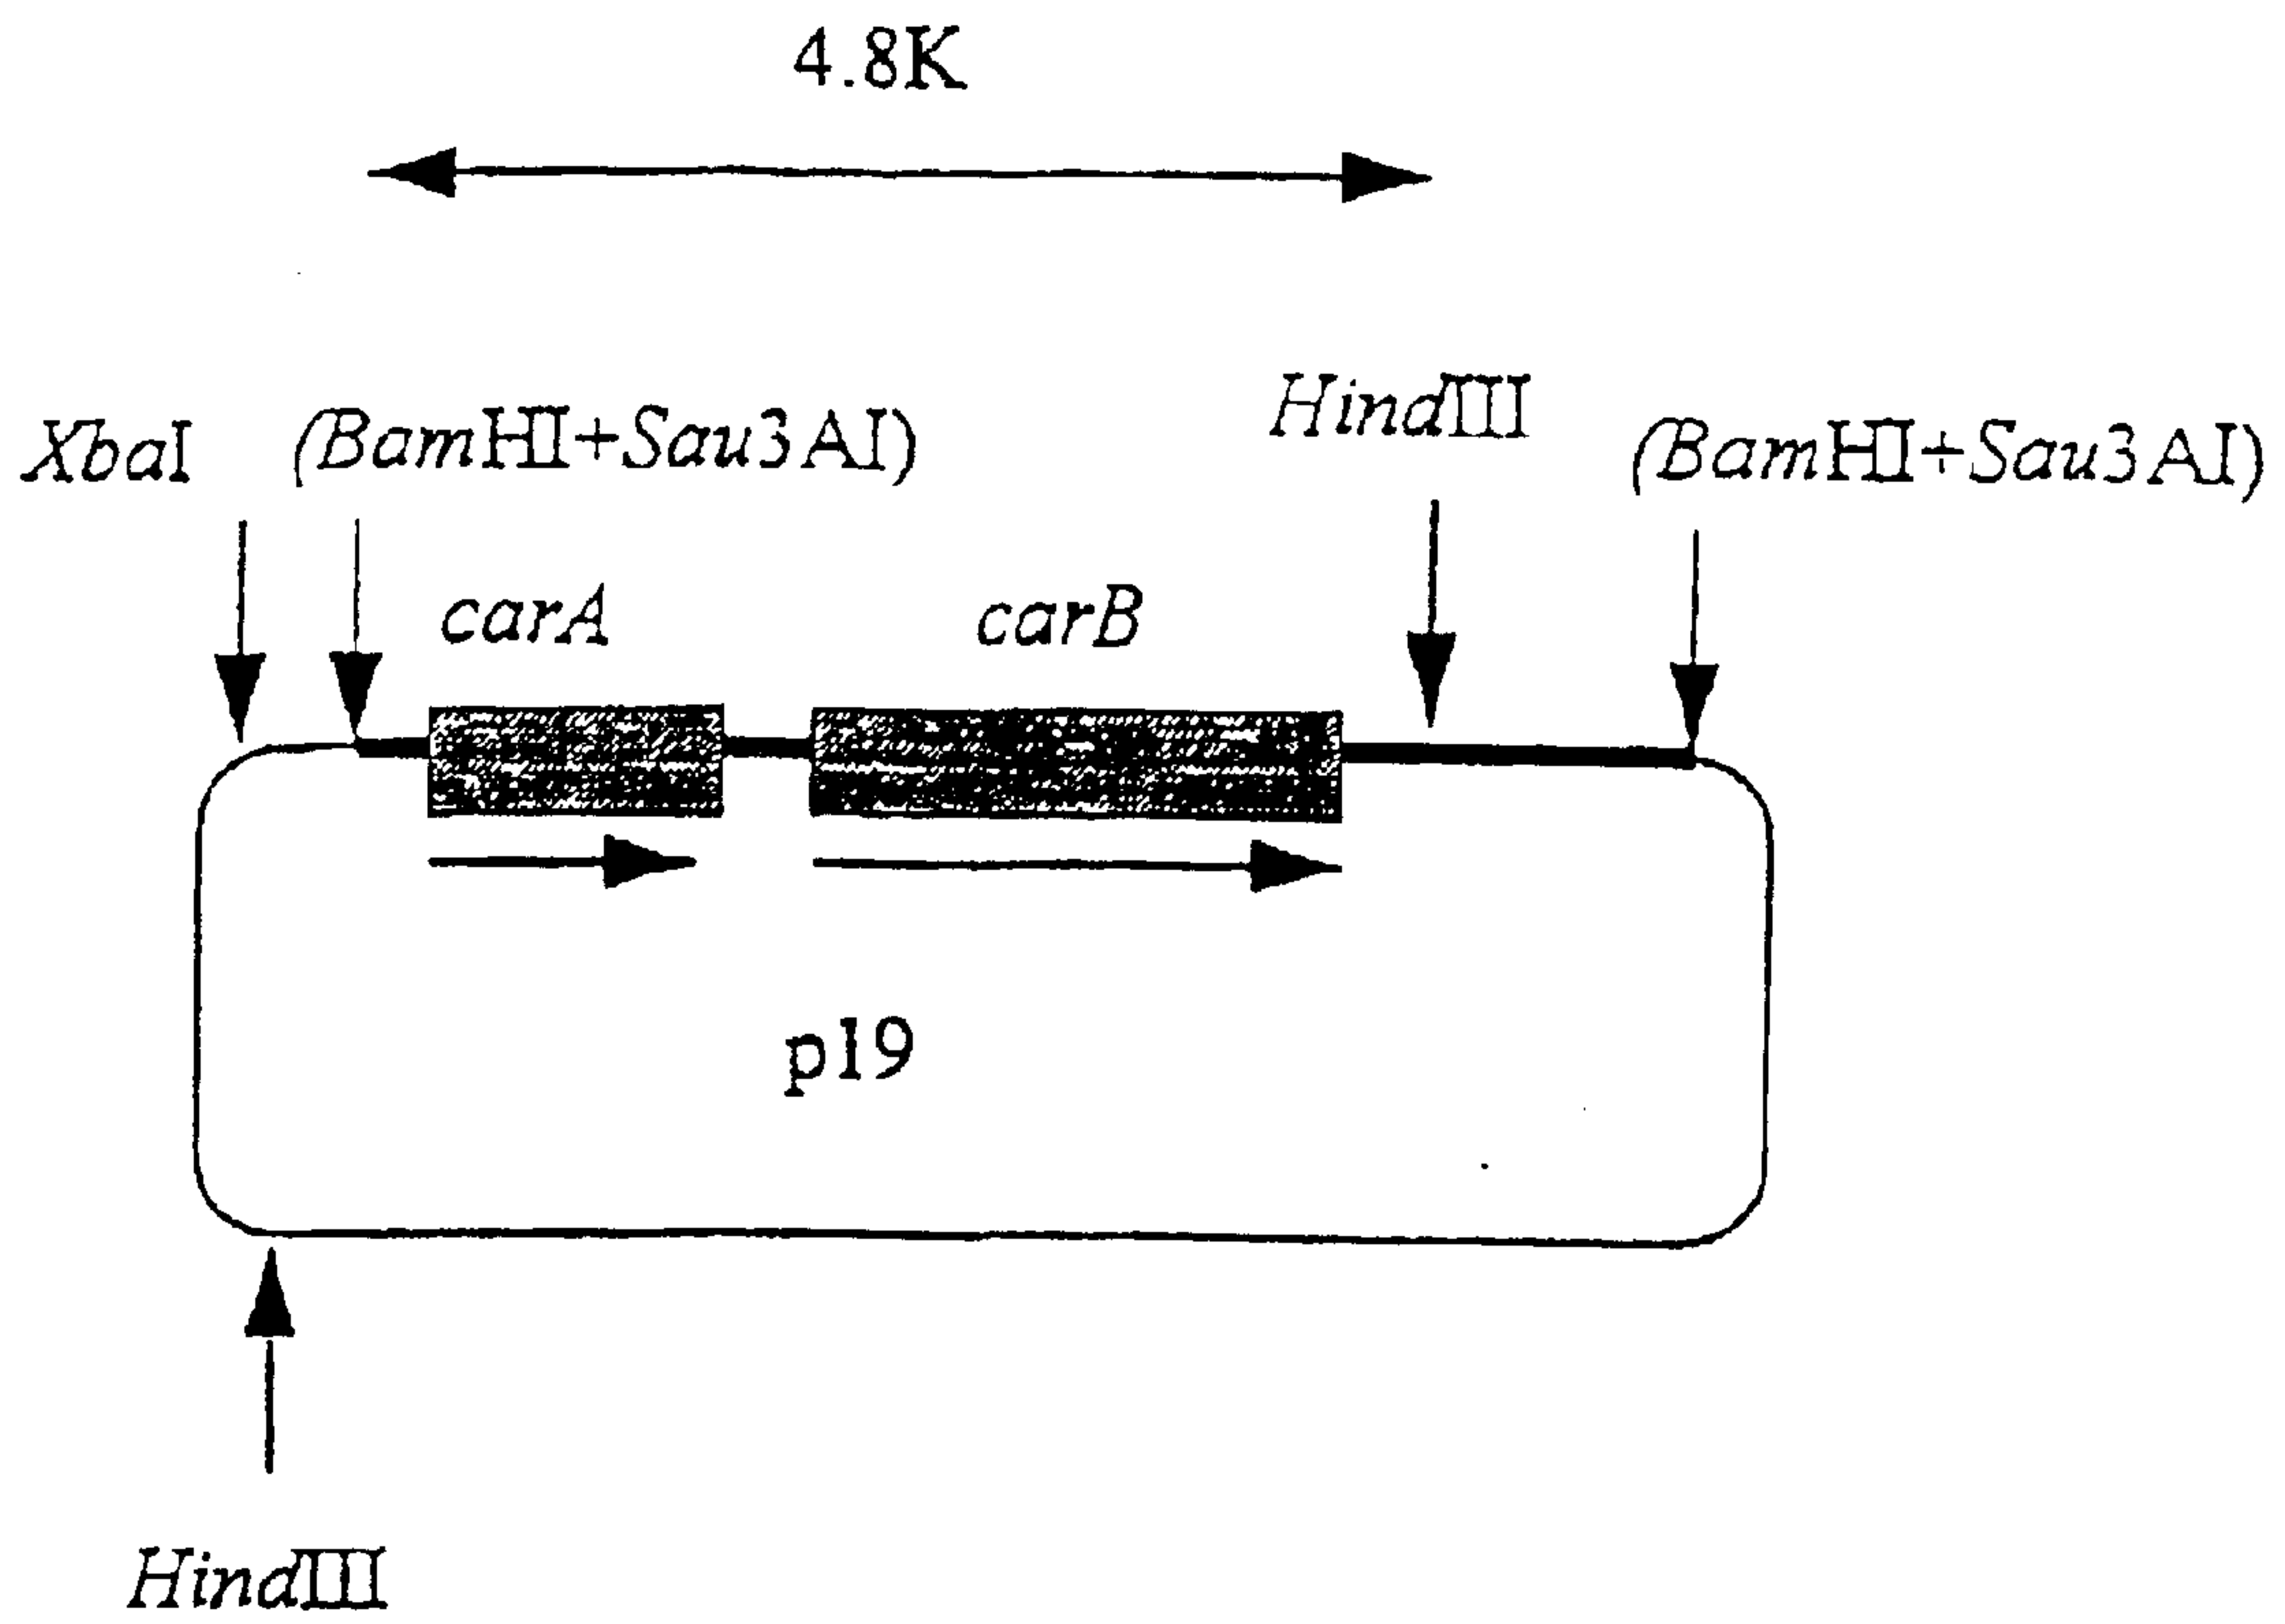 4.8K
XbaI
(BamHI+Sau3AI)
HindIII
(BamHI+Sau3AI)
carA
carB
p19
HindIII